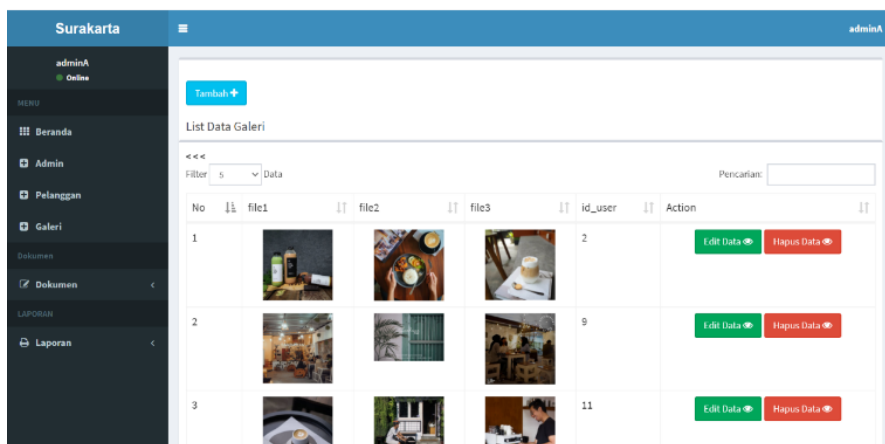 Surakarta
adminA
adminA
Online
MENU
Beranda
Admin
Pelanggan
Galeri
Dokumen
Dokumen
LAPORAN
Laporan
Tambah
List Data Galeri
<<<
Filter 5 Data
Pencarian:
No file1 file2 file3 id_user Action
1 2 Edit Data Hapus Data
2 9 Edit Data Hapus Data
3 11 Edit Data Hapus Data